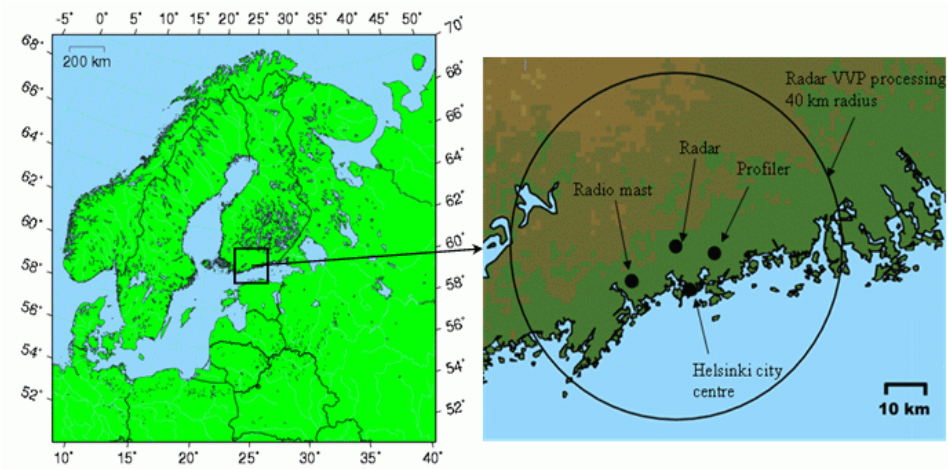 -5° 0° 5° 10° 15° 20° 25° 30° 35° 40° 45° 50°
70°
68°
200 km
68°
66°
66°
64°
64°
62°
62°
60°
60°
58°
58°
56°
56°
54°
54°
52°
52°
10° 15° 20° 25° 30° 35° 40°
Radar VVP processing
40 km radius
Radar
Profiler
Radio mast
Helsinki city
centre
10 km